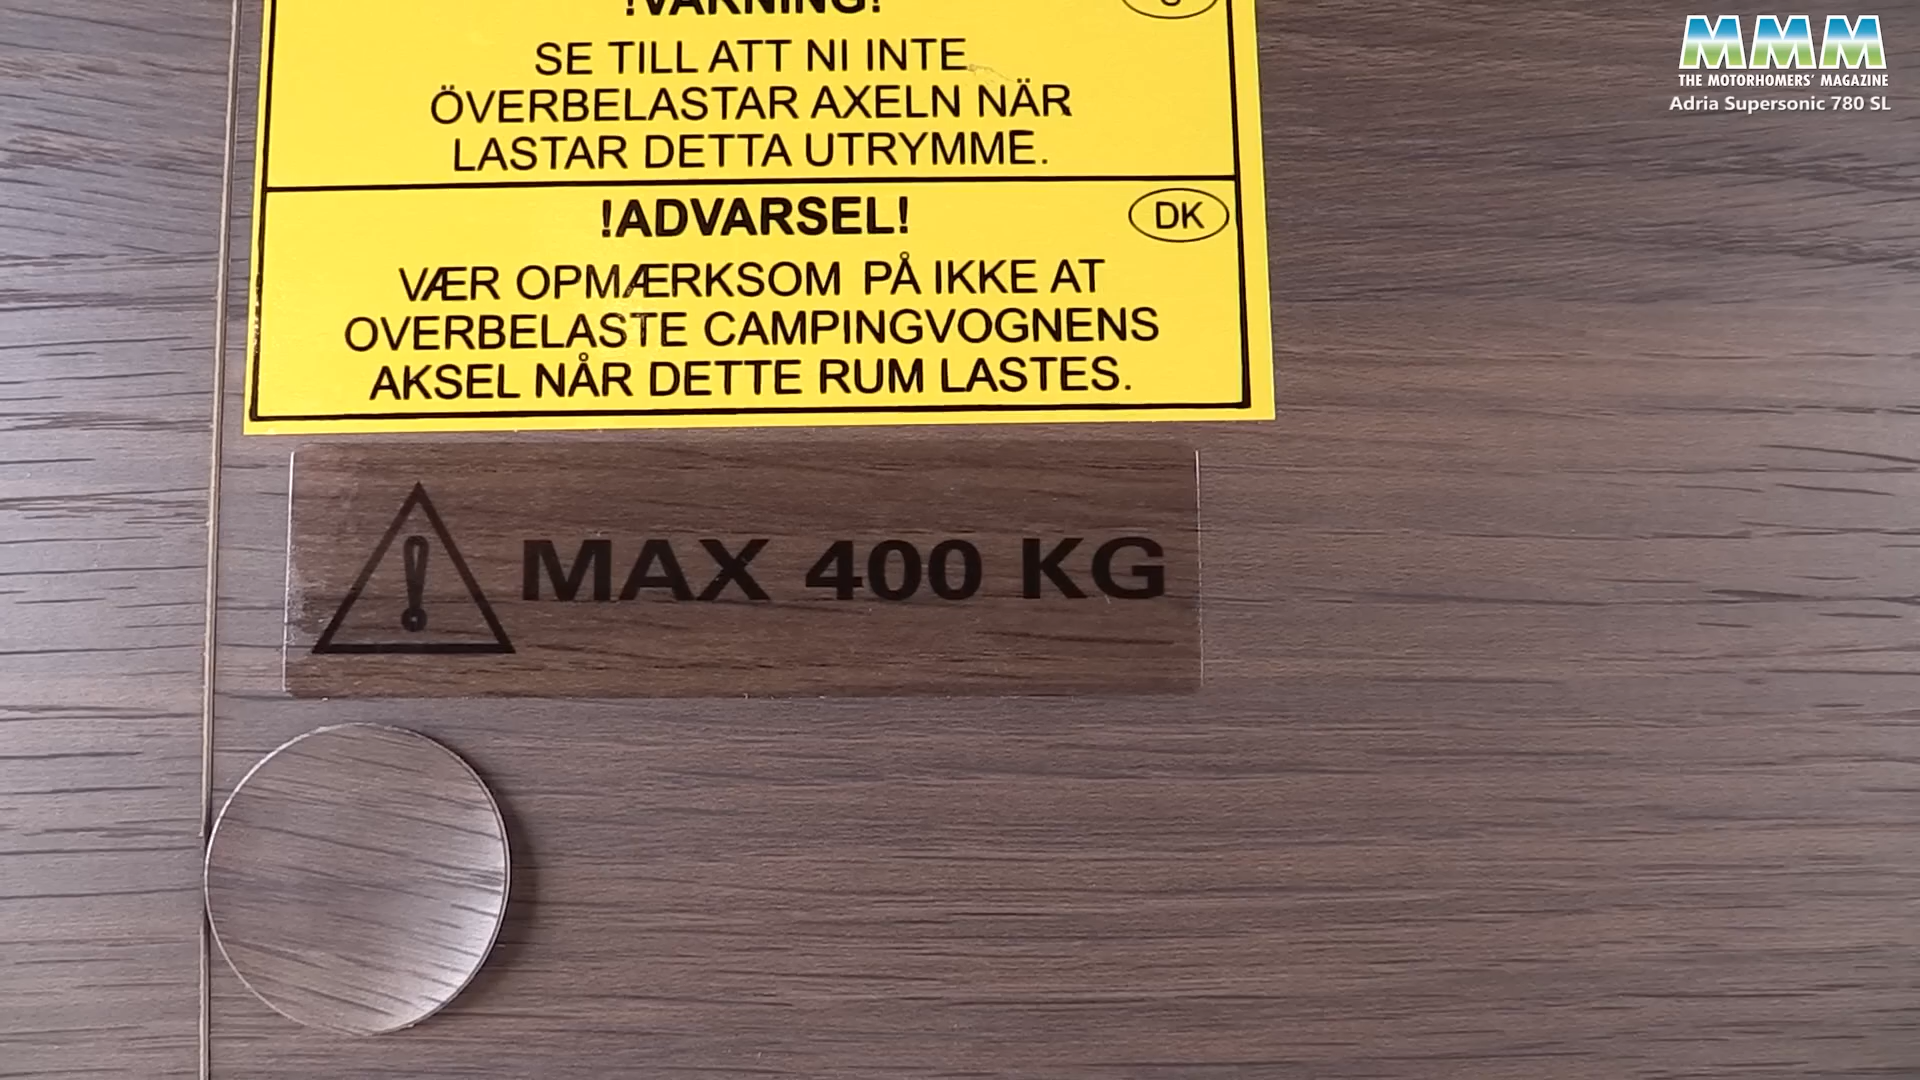 !VARNING!
SE TILL ATT NI INTE
ÖVERBELASTAR AXELN NÄR
LASTAR DETTA UTRYMME.
!ADVARSEL!
DK
VÆR OPMÆRKSOM PÅ IKKE AT
OVERBELASTE CAMPINGVOGNENS
AKSEL NÅR DETTE RUM LASTES.
! MAX 400 KG
MMM
THE MOTORHOMERS' MAGAZINE
Adria Supersonic 780 SL